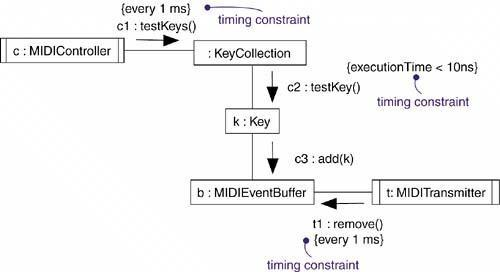 {every 1 ms}
timing constraint
c1 : testKeys()
c : MIDIController
: KeyCollection
{executionTime < 10ns}
c2 : testKey()
timing constraint
k : Key
c3 : add(k)
b : MIDIEventBuffer
t: MIDITransmitter
t1 : remove()
{every 1 ms}
timing constraint